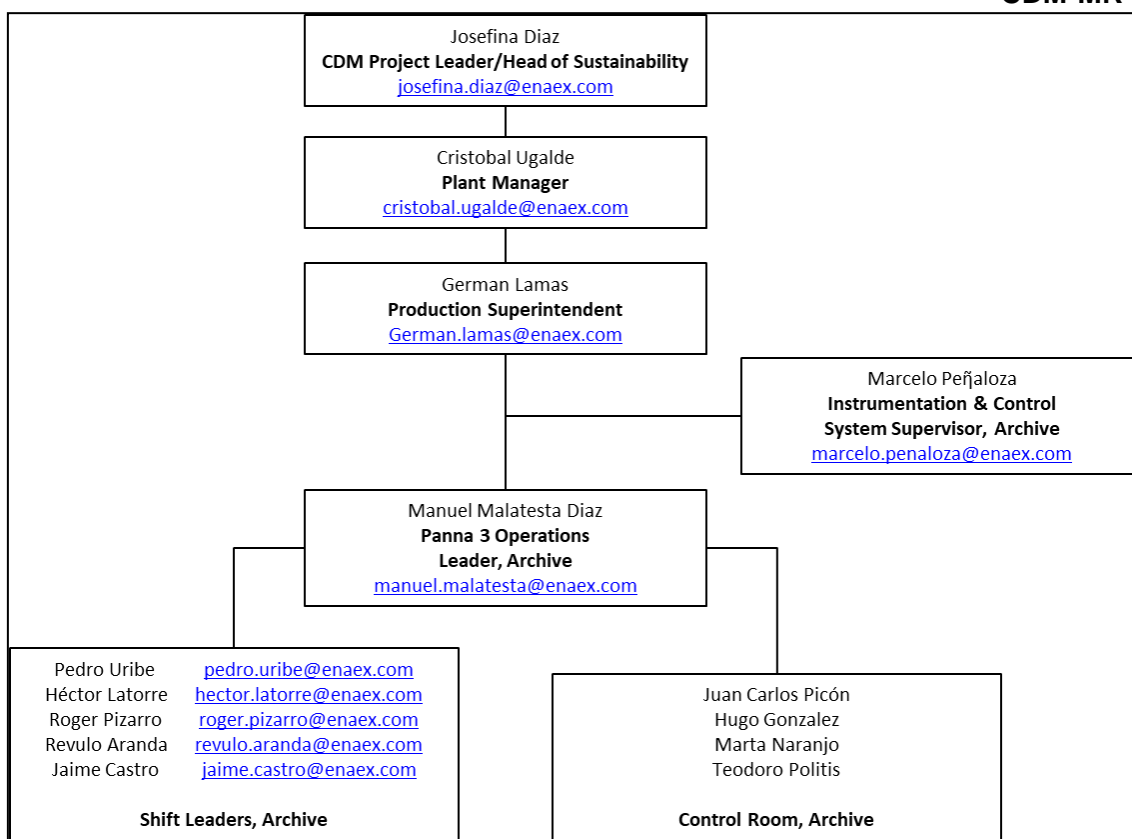 Josefina Diaz
CDM Project Leader/Head of Sustainability
josefina.diaz@enaex.com
Cristobal Ugalde
Plant Manager
cristobal.ugalde@enaex.com
German Lamas
Production Superintendent
German.lamas@enaex.com
Marcelo Peήaloza
Instrumentation & Control
System Supervisor, Archive
marcelo.penaloza@enaex.com
Manuel Malatesta Diaz
Panna 3 Operations
Leader, Archive
manuel.malatesta@enaex.com
Pedro Uribe pedro.uribe@enaex.com
Héctor Latorre hector.latorre@enaex.com
Roger Pizarro roger.pizarro@enaex.com
Revulo Aranda revulo.aranda@enaex.com
Jaime Castro jaime.castro@enaex.com
Shift Leaders, Archive
Juan Carlos Picón
Hugo Gonzalez
Marta Naranjo
Teodoro Politis
Control Room, Archive